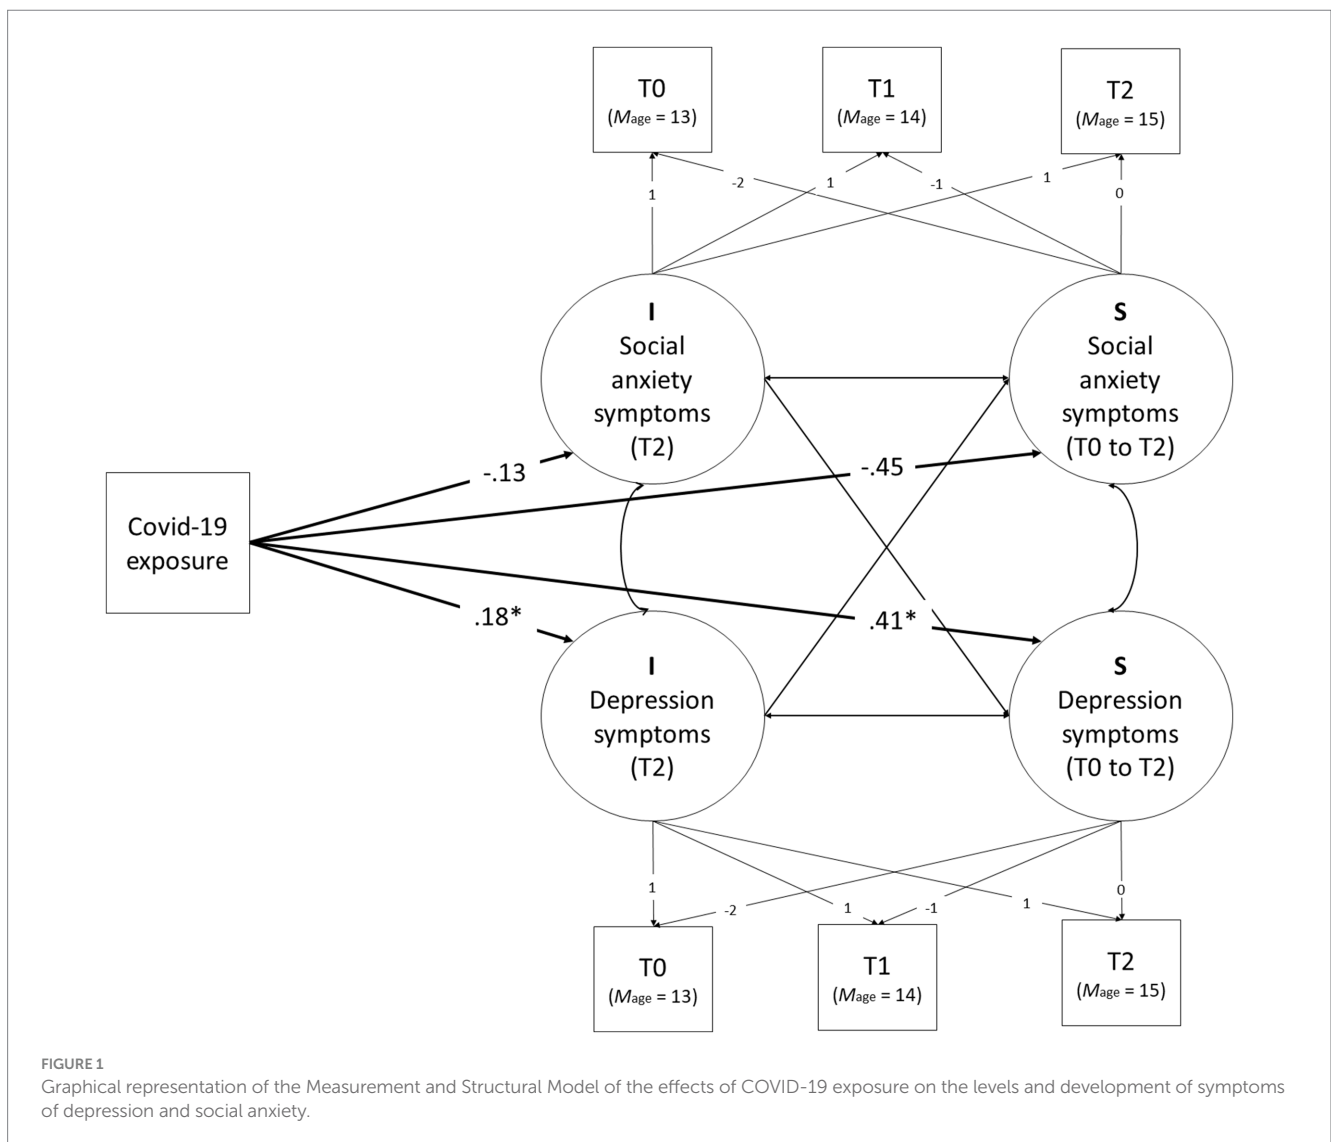 T0
(Mage = 13)
T1
(Mage = 14)
T2
(Mage = 15)
1
-2
1
-1
1
0
I
Social
anxiety
symptoms
(T2)
S
Social
anxiety
symptoms
(T0 to T2)
Covid-19
exposure
-.13
-.45
.18*
.41*
I
Depression
symptoms
(T2)
S
Depression
symptoms
(T0 to T2)
1
-2
1
-1
1
0
T0
(Mage = 13)
T1
(Mage = 14)
T2
(Mage = 15)
FIGURE 1
Graphical representation of the Measurement and Structural Model of the effects of COVID-19 exposure on the levels and development of symptoms
of depression and social anxiety.